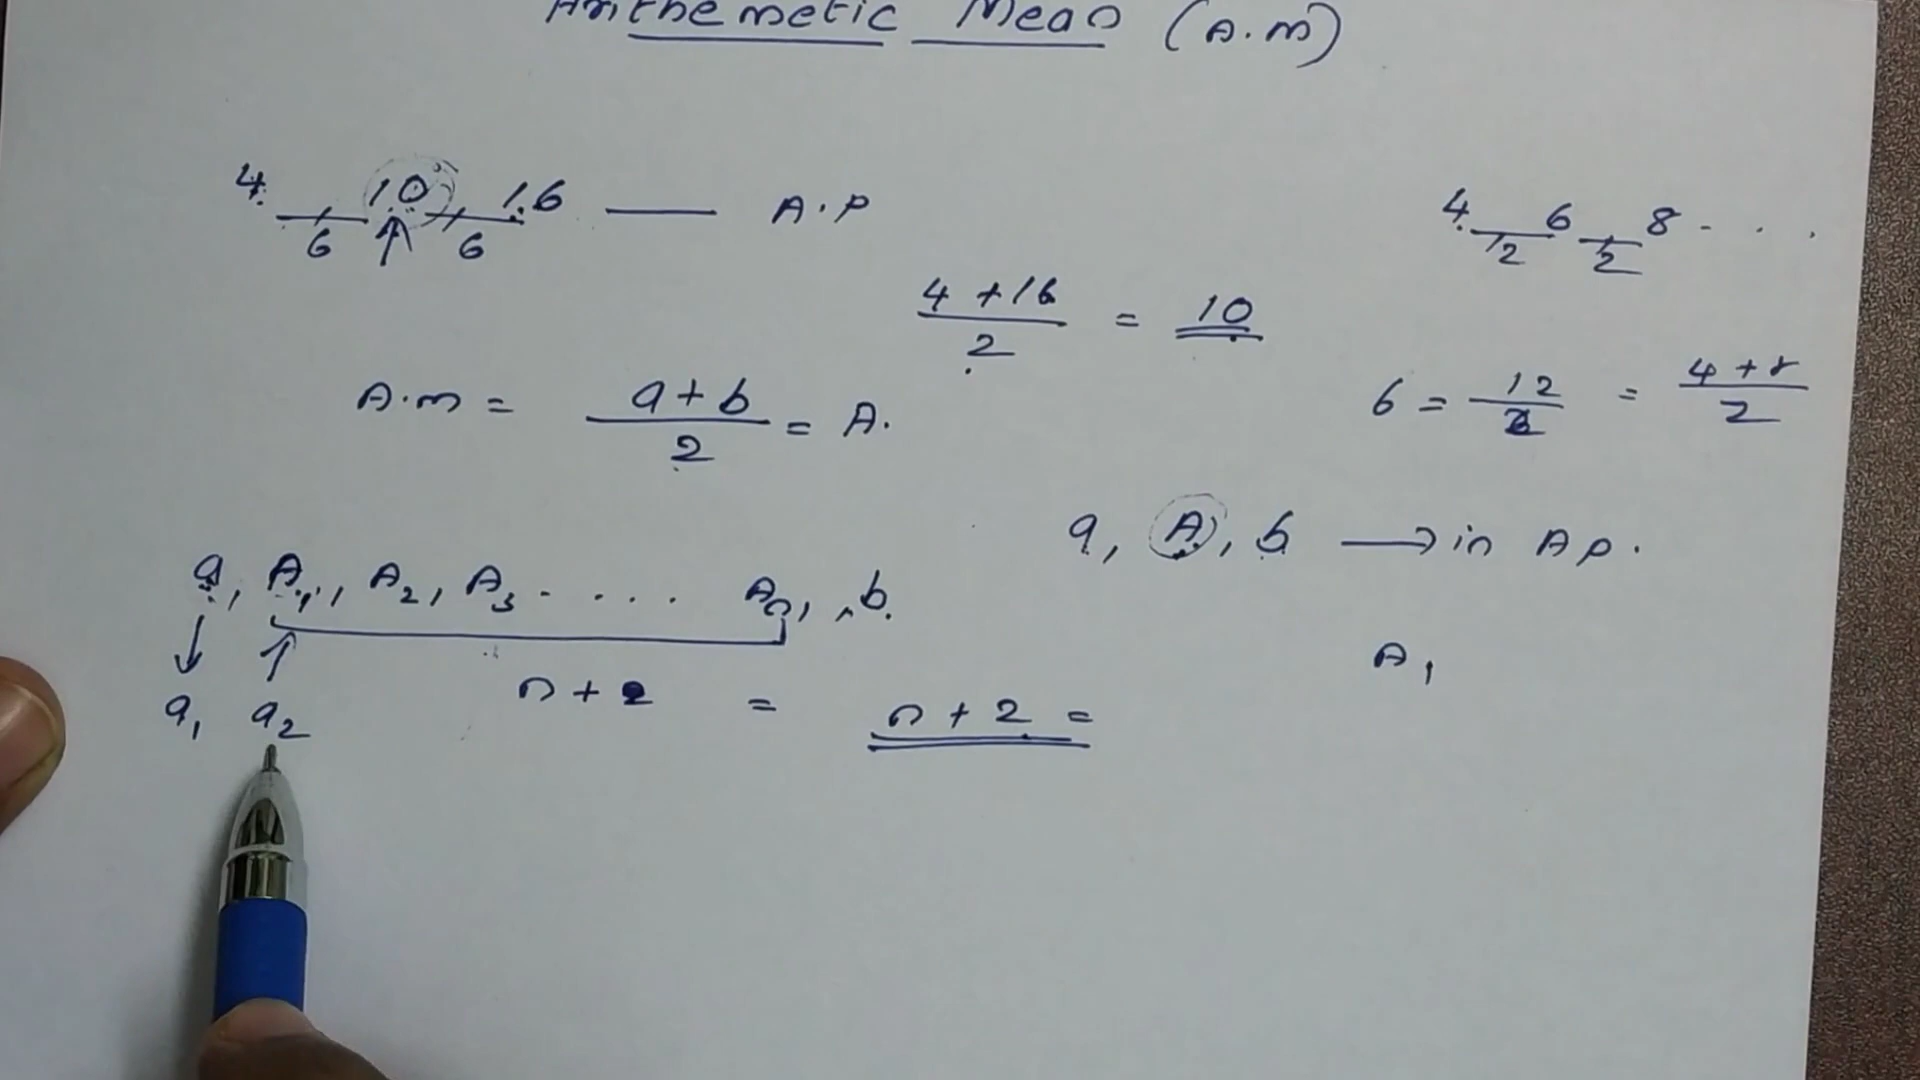 Arithemetic Mean (A.M)
4, 10, 16 — A.P
6 6
4 6 8 - . . .
2 2
4 + 16 / 2 = 10
A.m = a + b / 2 = A.
6 = 12 / 2 = 4 + 8 / 2
a, A, b → in AP.
a, A1, A2, A3 - . . . . An, , b.
A1
a1 a2
n + 2 = n + 2 =